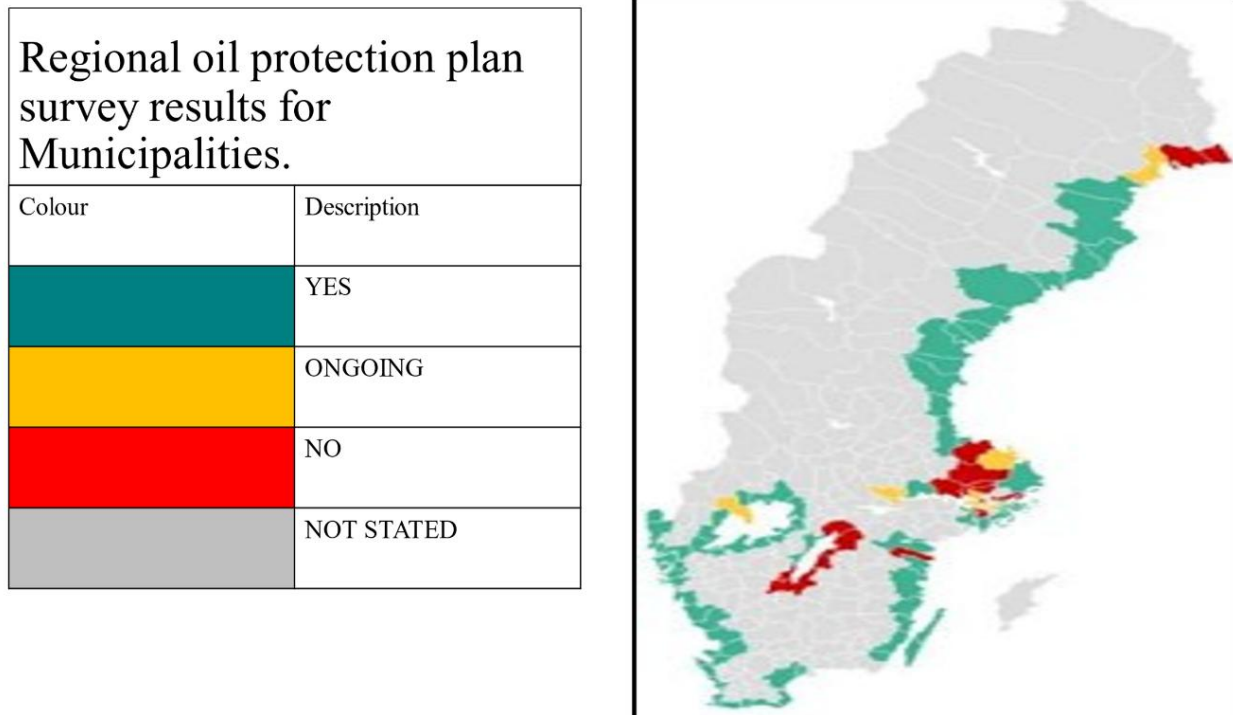 Regional oil protection plan
survey results for
Municipalities.
Colour
Description
YES
ONGOING
NO
NOT STATED